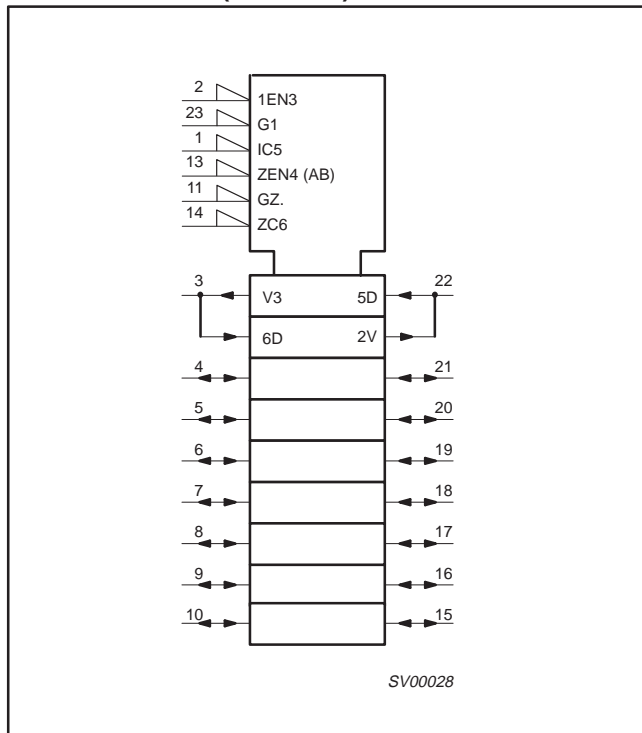 2 1EN3
23 G1
1 IC5
13 ZEN4 (AB)
11 GZ.
14 ZC6
3 V3 5D 22
6D 2V
4 21
5 20
6 19
7 18
8 17
9 16
10 15
SV00028